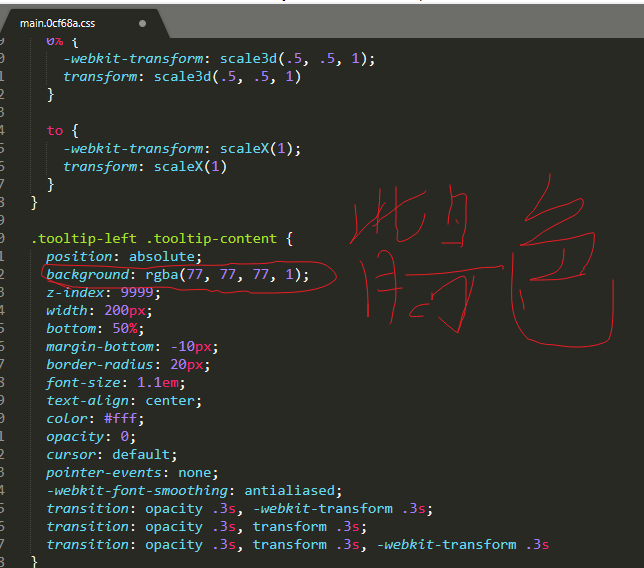 main.0cf68a.css
0% {
-webkit-transform: scale3d(.5, .5, 1);
transform: scale3d(.5, .5, 1)
}
to {
-webkit-transform: scaleX(1);
transform: scaleX(1)
}
}
.tooltip-left .tooltip-content {
position: absolute;
background: rgba(77, 77, 77, 1);
z-index: 9999;
width: 200px;
bottom: 50%;
margin-bottom: -10px;
border-radius: 20px;
font-size: 1.1em;
text-align: center;
color: #fff;
opacity: 0;
cursor: default;
pointer-events: none;
-webkit-font-smoothing: antialiased;
transition: opacity .3s, -webkit-transform .3s;
transition: opacity .3s, transform .3s;
transition: opacity .3s, transform .3s, -webkit-transform .3s
}
背景色